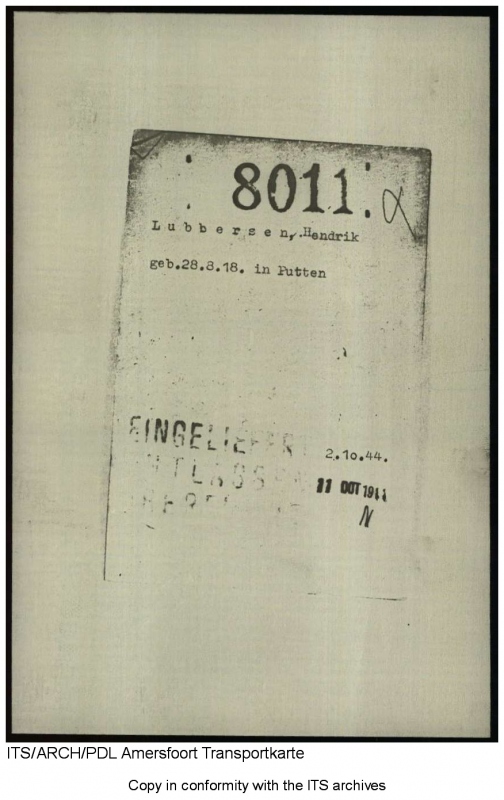 8011
Lubbersen, Hendrik
geb.28.8.18. in Putten
EINGELIEFERT 2.10.44.
11 OCT 1944
N
ITS/ARCH/PDL Amersfoort Transportkarte
Copy in conformity with the ITS archives